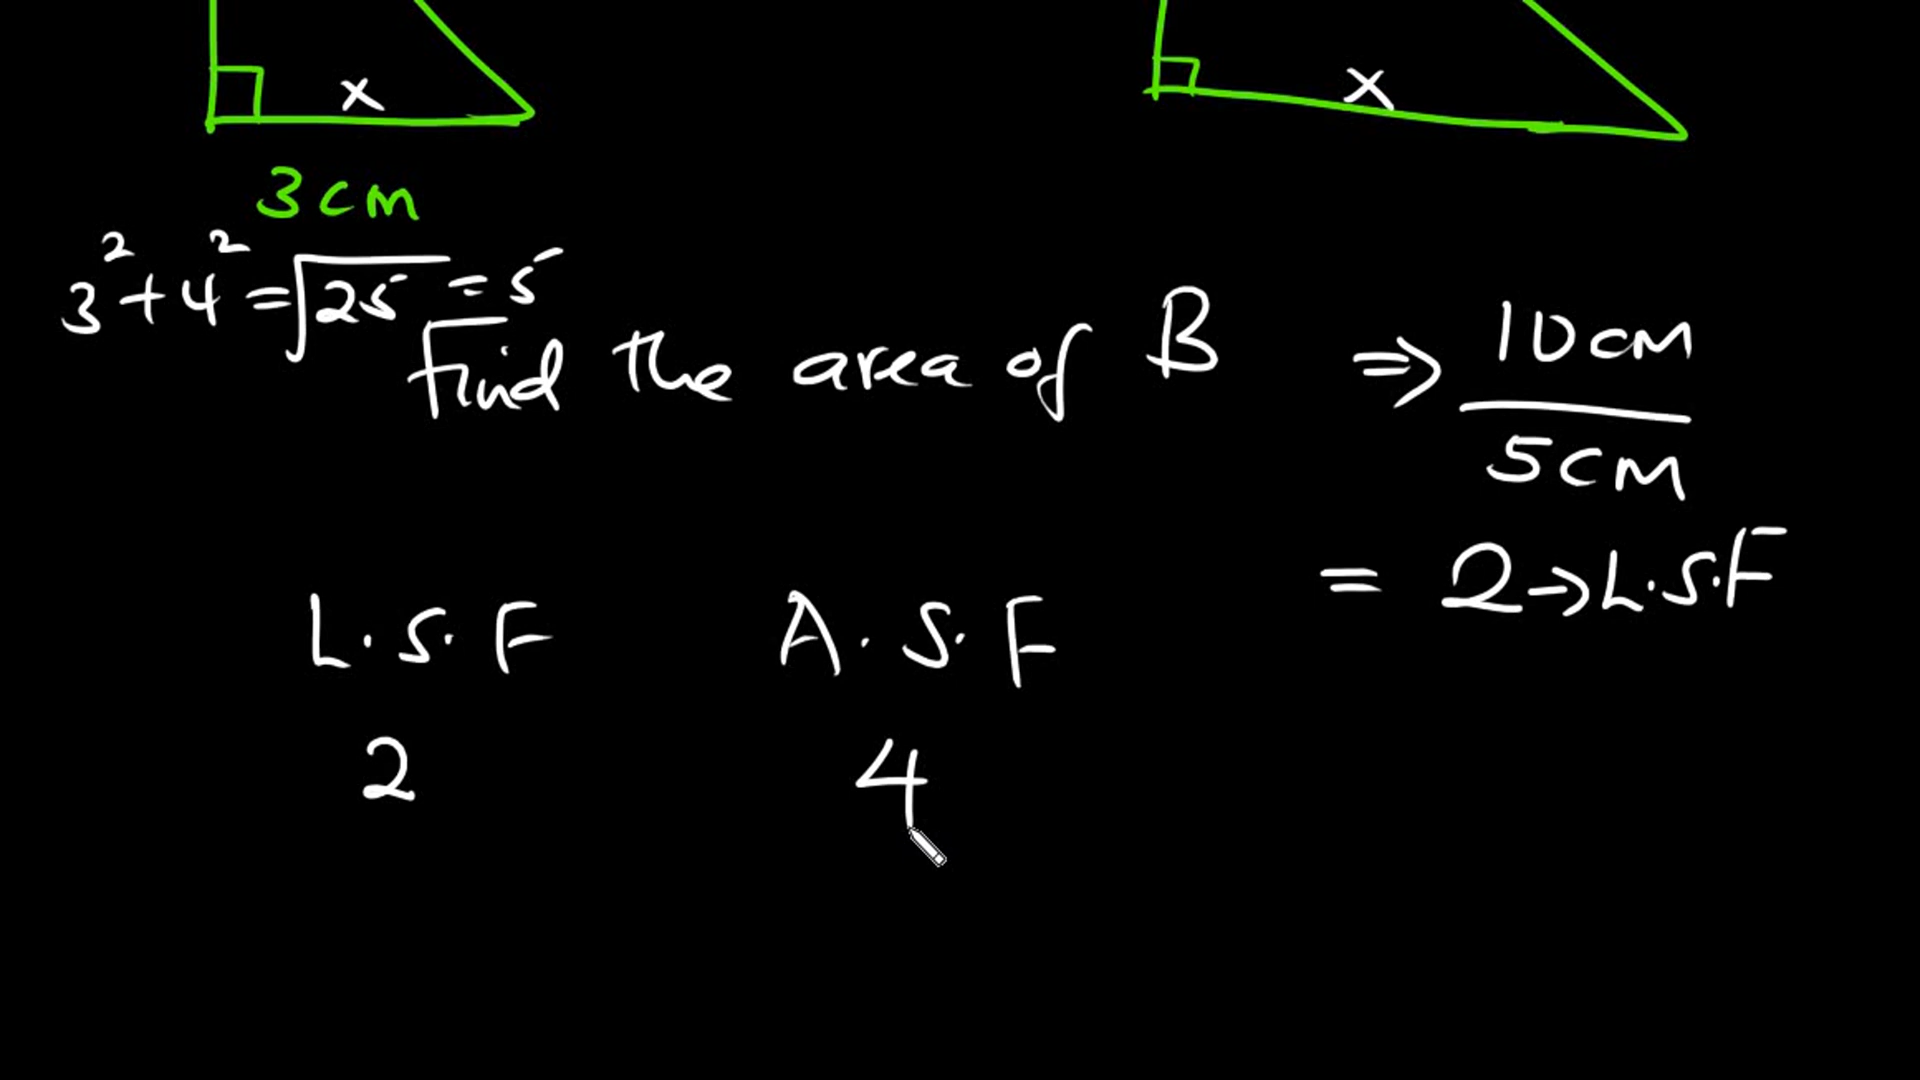 x x
3cm
3² + 4² = √25 = 5
Find the area of B ⇒ 10cm
5cm
= 2 → L.S.F
L.S.F A.S.F
2 4